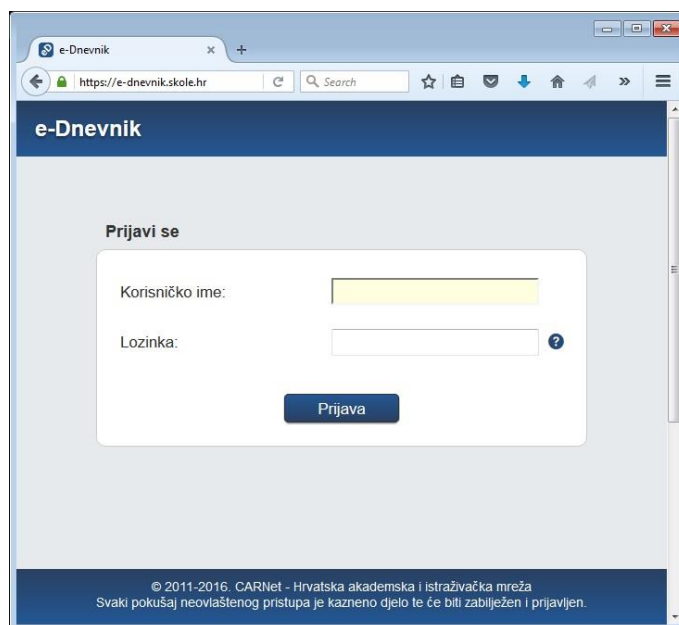 e-Dnevnik
https://e-dnevnik.skole.hr
Search
e-Dnevnik
Prijavi se
Korisničko ime:
Lozinka:
Prijava
© 2011-2016. CARNet - Hrvatska akademska i istraživačka mreža
Svaki pokušaj neovlaštenog pristupa je kazneno djelo te će biti zabilježen i prijavljen.